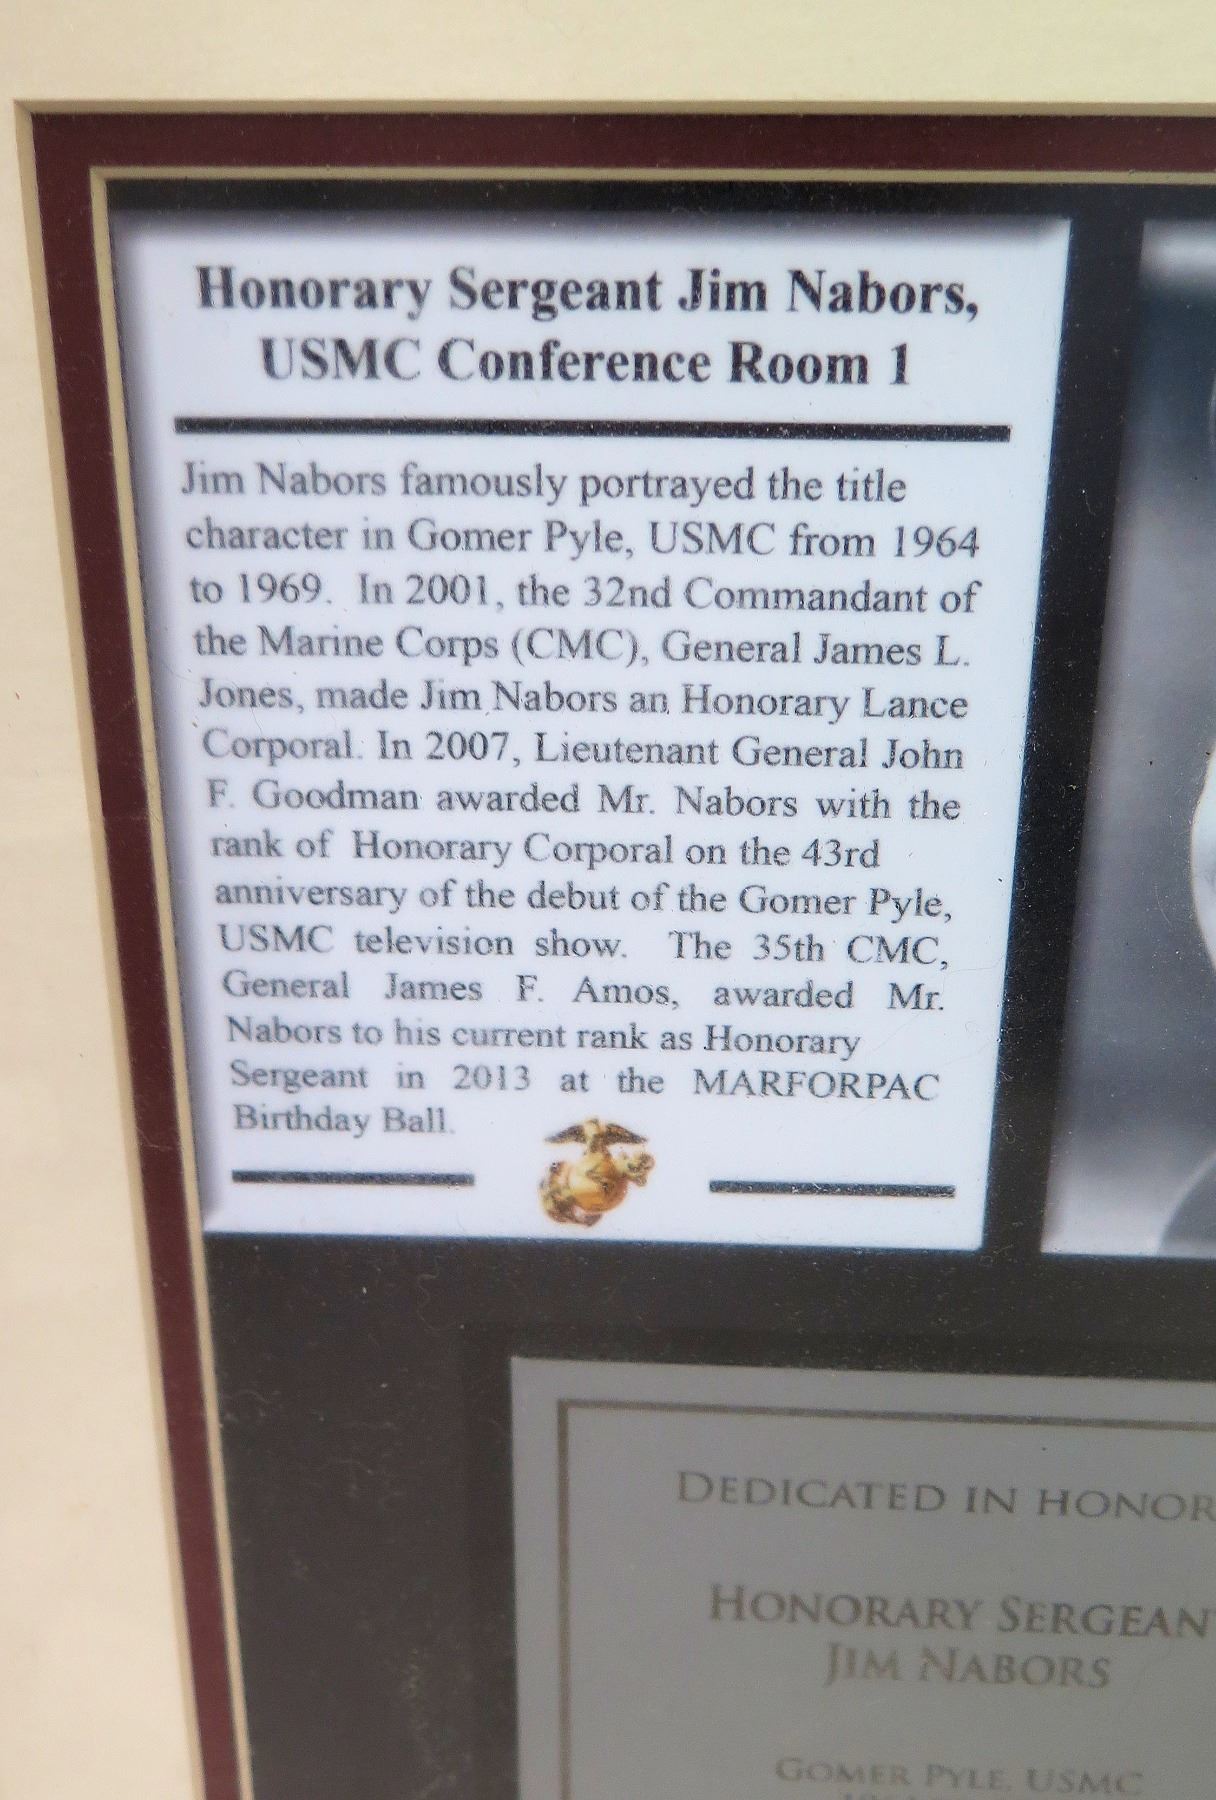 Honorary Sergeant Jim Nabors,
USMC Conference Room 1
Jim Nabors famously portrayed the title
character in Gomer Pyle, USMC from 1964
to 1969. In 2001, the 32nd Commandant of
the Marine Corps (CMC), General James L.
Jones, made Jim Nabors an Honorary Lance
Corporal. In 2007, Lieutenant General John
F. Goodman awarded Mr. Nabors with the
rank of Honorary Corporal on the 43rd
anniversary of the debut of the Gomer Pyle,
USMC television show. The 35th CMC,
General James F. Amos, awarded Mr.
Nabors to his current rank as Honorary
Sergeant in 2013 at the MARFORPAC
Birthday Ball.
DEDICATED IN HONOR
HONORARY SERGEANT
JIM NABORS
GOMER PYLE, USMC